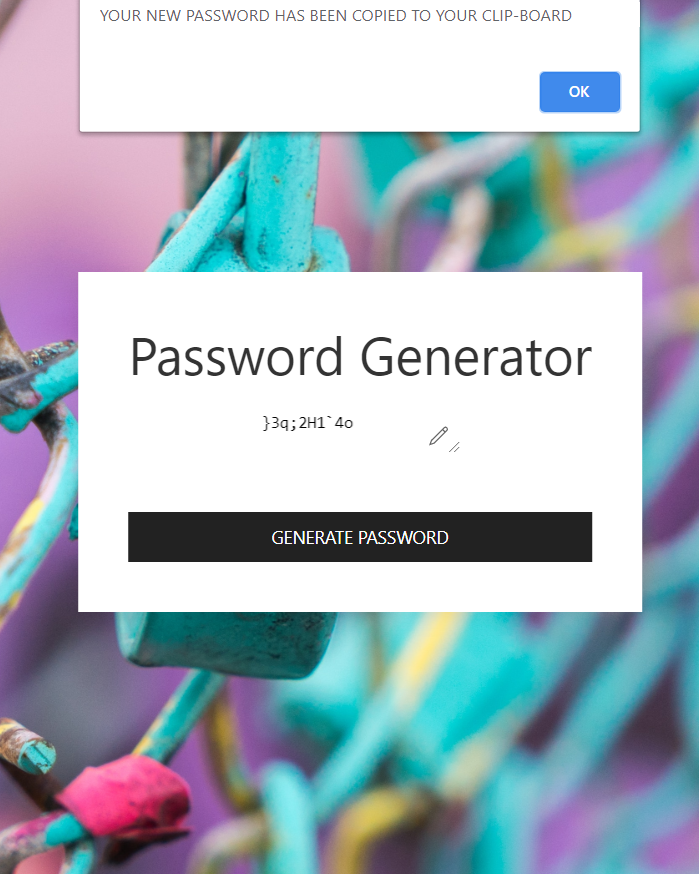 YOUR NEW PASSWORD HAS BEEN COPIED TO YOUR CLIP-BOARD
OK
Password Generator
}3q;2H1`4o
GENERATE PASSWORD